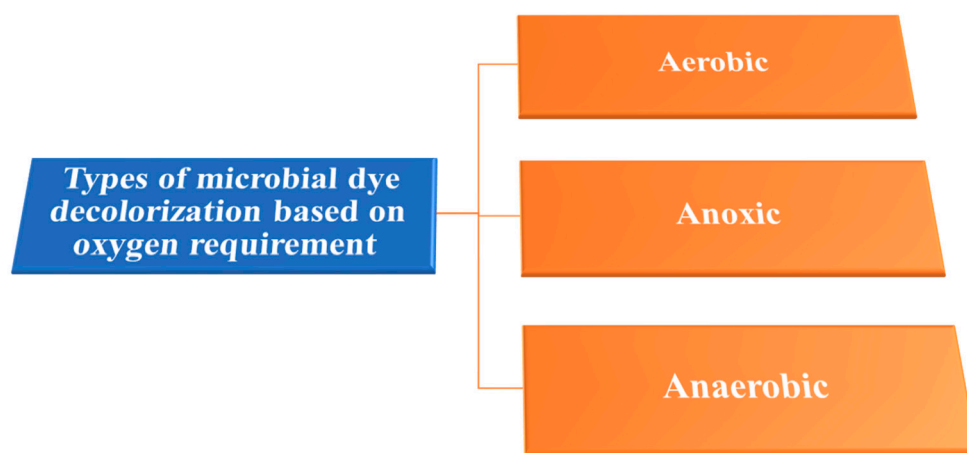 Types of microbial dye
decolorization based on
oxygen requirement
Aerobic
Anoxic
Anaerobic